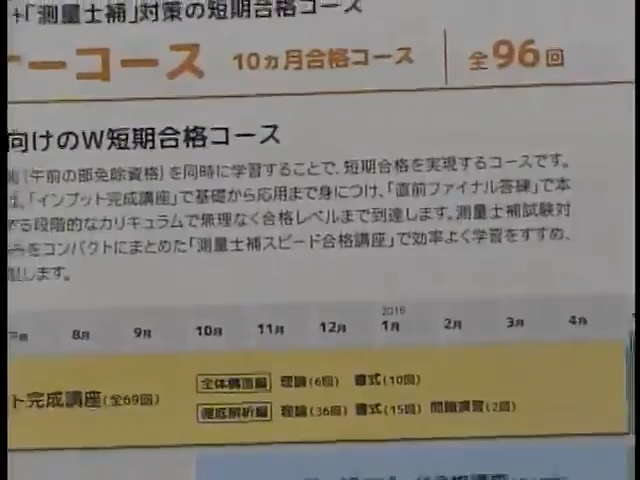 +「測量士補」対策の短期合格コース
ーコース 10ヵ月合格コース 全96回
向けのW短期合格コース
(午前の部免除資格)を同時に学習することで、短期合格を実現するコースです。
「インプット完成講座」で基礎から応用まで身につけ、「直前ファイナル答練」で本
る段階的なカリキュラムで無理なく合格レベルまで到達します。測量士補試験対
みをコンパクトにまとめた「測量士補スピード合格講座」で効率よく学習をすすめ、
します。
2016
8月 9月 10月 11月 12月 1月 2月 3月 4月
全体構造編 理論(6回) 書式(10回)
ト完成講座(全69回)
徹底解析編 理論(36回) 書式(15回) 問題演習(2回)